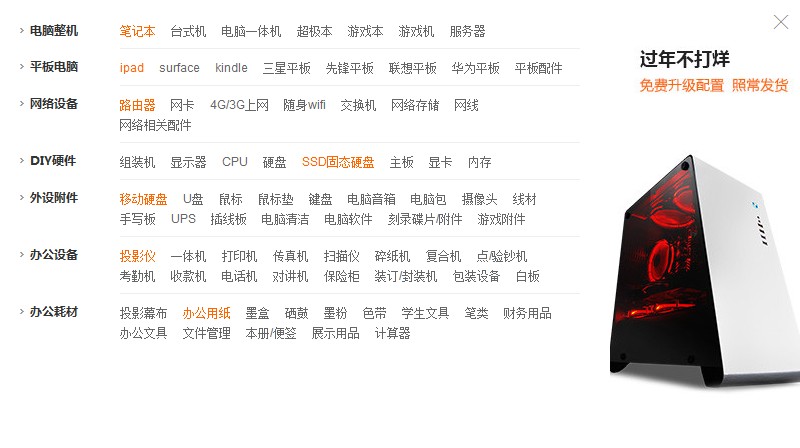 电脑整机 笔记本 台式机 电脑一体机 超极本 游戏本 游戏机 服务器
平板电脑 ipad surface kindle 三星平板 先锋平板 联想平板 华为平板 平板配件
网络设备 路由器 网卡 4G/3G上网 随身wifi 交换机 网络存储 网线
网络相关配件
DIY硬件 组装机 显示器 CPU 硬盘 SSD固态硬盘 主板 显卡 内存
外设附件 移动硬盘 U盘 鼠标 鼠标垫 键盘 电脑音箱 电脑包 摄像头 线材
手写板 UPS 插线板 电脑清洁 电脑软件 刻录碟片/附件 游戏附件
办公设备 投影仪 一体机 打印机 传真机 扫描仪 碎纸机 复合机 点/验钞机
考勤机 收款机 电话机 对讲机 保险柜 装订/封装机 包装设备 白板
办公耗材 投影幕布 办公用纸 墨盒 硒鼓 墨粉 色带 学生文具 笔类 财务用品
办公文具 文件管理 本册/便签 展示用品 计算器
过年不打烊
免费升级配置 照常发货